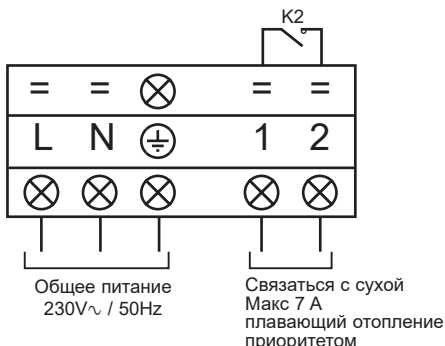 K2
= = = =
L N 1 2
Общее питание
230V∿ / 50Hz
Связаться с сухой
Макс 7 А
плавающий отопление
приоритетом